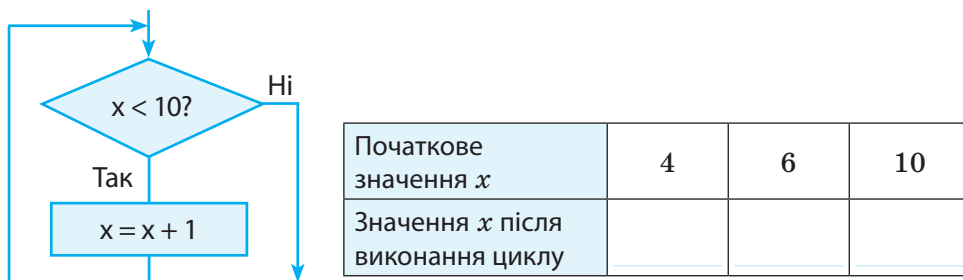 x < 10?
Ні
Так
x = x + 1
Початкове
значення x
4
6
10
Значення x після
виконання циклу